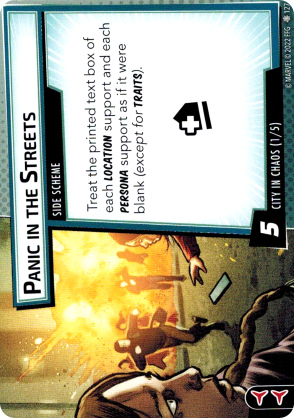 PANIC IN THE STREETS
SIDE SCHEME
Treat the printed text box of
each LOCATION support and each
PERSONA support as if it were
blank (except for TRAITS).
5
CITY IN CHAOS (1/5)
© MARVEL © 2022 FFG
127